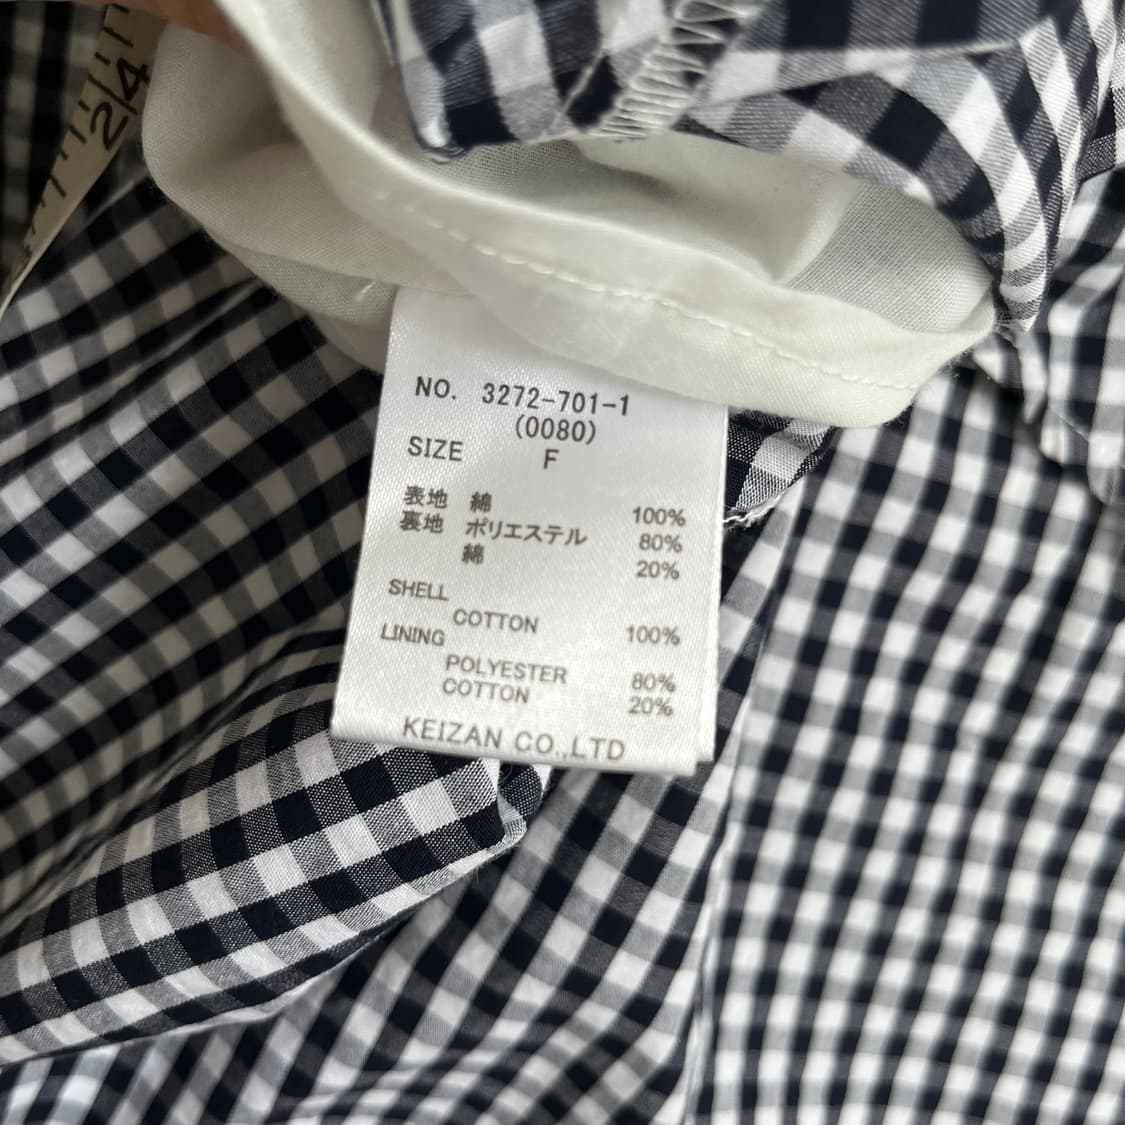 24
NO. 3272-701-1
(0080)
SIZE F
表地 綿 100%
裏地 ポリエステル 80%
綿 20%
SHELL
COTTON 100%
LINING
POLYESTER 80%
COTTON 20%
KEIZAN CO.,LTD